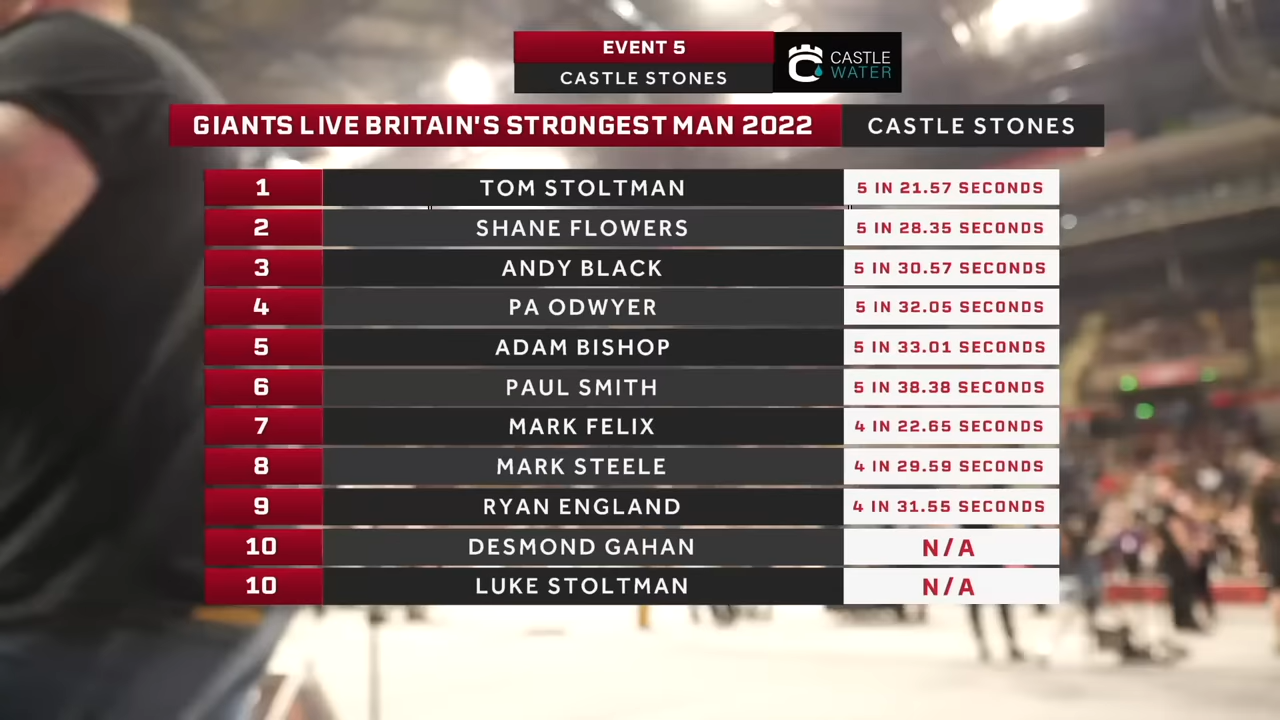 EVENT 5
CASTLE STONES
CASTLE
WATER
GIANTS LIVE BRITAIN'S STRONGEST MAN 2022 CASTLE STONES
1 TOM STOLTMAN 5 IN 21.57 SECONDS
2 SHANE FLOWERS 5 IN 28.35 SECONDS
3 ANDY BLACK 5 IN 30.57 SECONDS
4 PA ODWYER 5 IN 32.05 SECONDS
5 ADAM BISHOP 5 IN 33.01 SECONDS
6 PAUL SMITH 5 IN 38.38 SECONDS
7 MARK FELIX 4 IN 22.65 SECONDS
8 MARK STEELE 4 IN 29.59 SECONDS
9 RYAN ENGLAND 4 IN 31.55 SECONDS
10 DESMOND GAHAN N/A
10 LUKE STOLTMAN N/A